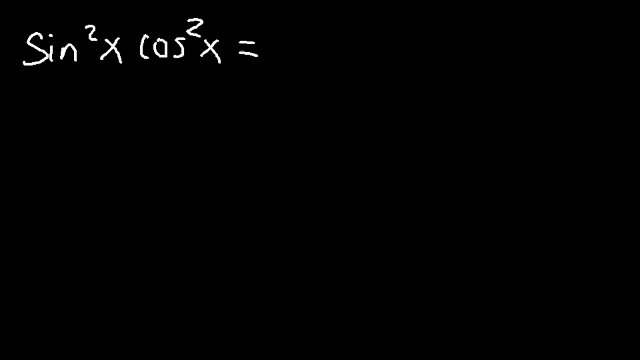 Sin²x cos²x =